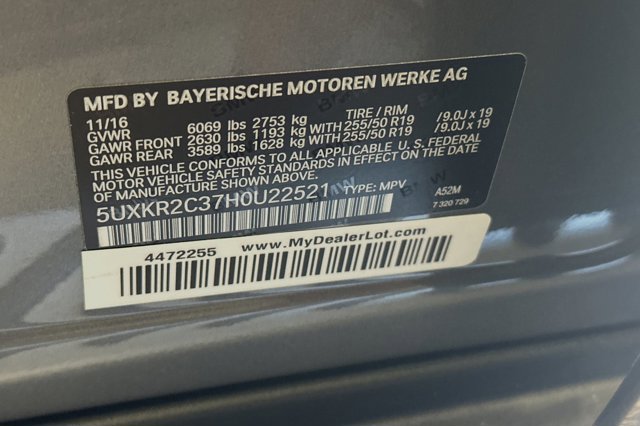 MFD BY BAYERISCHE MOTOREN WERKE AG
11/16 TIRE / RIM
GVWR 6069 lbs 2753 kg
GAWR FRONT 2630 lbs 1193 kg WITH 255/50 R19 /9.0J x 19
GAWR REAR 3589 lbs 1628 kg WITH 255/50 R19 /9.0J x 19
THIS VEHICLE CONFORMS TO ALL APPLICABLE U.S. FEDERAL
MOTOR VEHICLE SAFETY STANDARDS IN EFFECT ON THE
DATE OF MANUFACTURE SHOWN ABOVE.
5UXKR2C37H0U22521 TYPE: MPV A52M
7 320 729
4472255 www.MyDealerLot.com